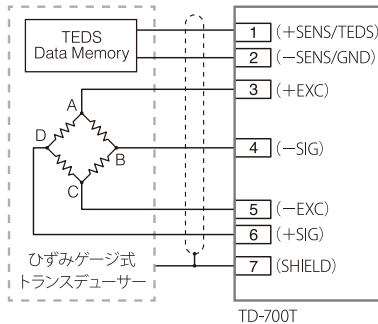 TEDS
Data Memory
A
D
B
C
ひずみゲージ式
トランスデューサー
1 (+SENS/TEDS)
2 (−SENS/GND)
3 (+EXC)
4 (−SIG)
5 (−EXC)
6 (+SIG)
7 (SHIELD)
TD-700T